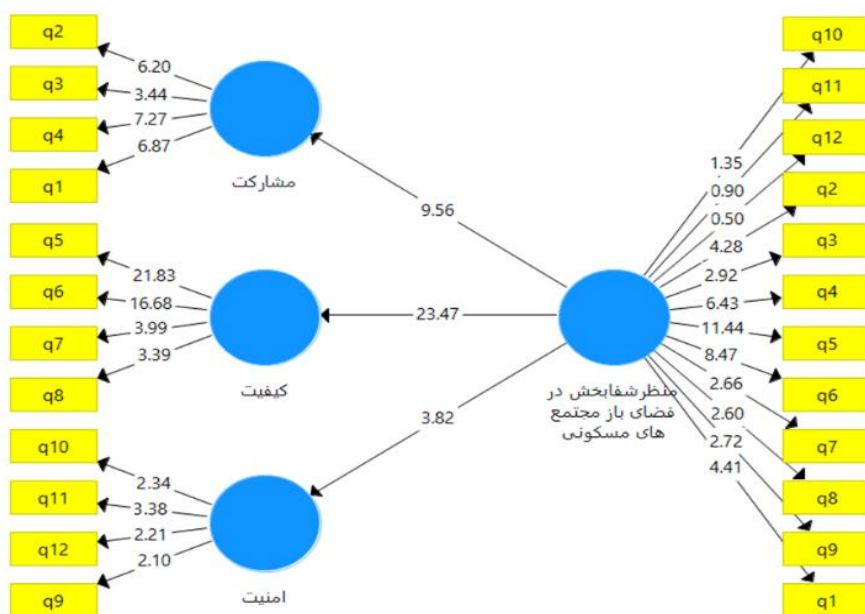 q2
q3
q4
q1
6.20
3.44
7.27
6.87
مشارکت
q5
q6
q7
q8
21.83
16.68
3.99
3.39
کیفیت
q10
q11
q12
q9
2.34
3.38
2.21
2.10
امنیت
9.56
23.47
3.82
منظرشفابخش در
فضای باز مجتمع
های مسکونی
1.35
0.90
0.50
4.28
2.92
6.43
11.44
8.47
2.66
2.60
2.72
4.41
q10
q11
q12
q2
q3
q4
q5
q6
q7
q8
q9
q1